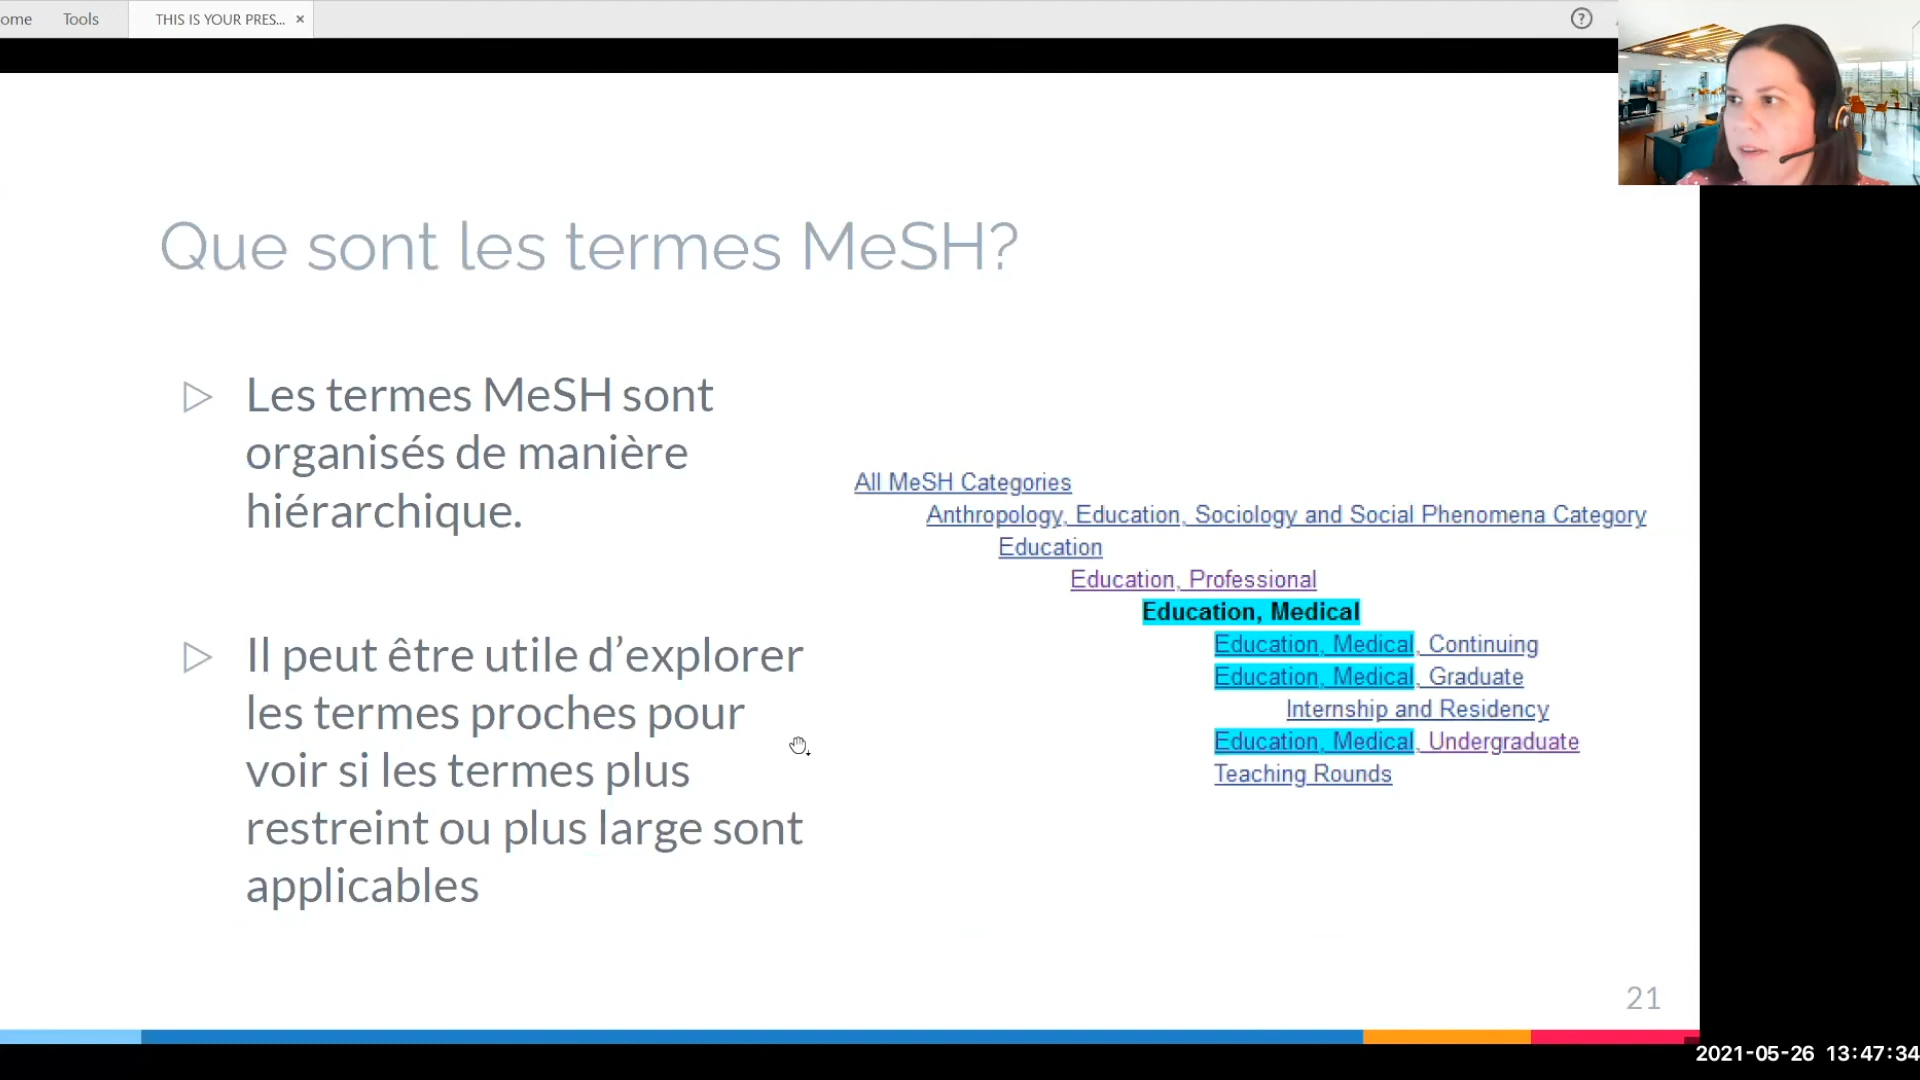 ome Tools THIS IS YOUR PRES... × ?
Que sont les termes MeSH?
Les termes MeSH sont
organisés de manière
hiérarchique.
Il peut être utile d’explorer
les termes proches pour
voir si les termes plus
restreint ou plus large sont
applicables
All MeSH Categories
Anthropology, Education, Sociology and Social Phenomena Category
Education
Education, Professional
Education, Medical
Education, Medical, Continuing
Education, Medical, Graduate
Internship and Residency
Education, Medical, Undergraduate
Teaching Rounds
21
2021-05-26 13:47:34